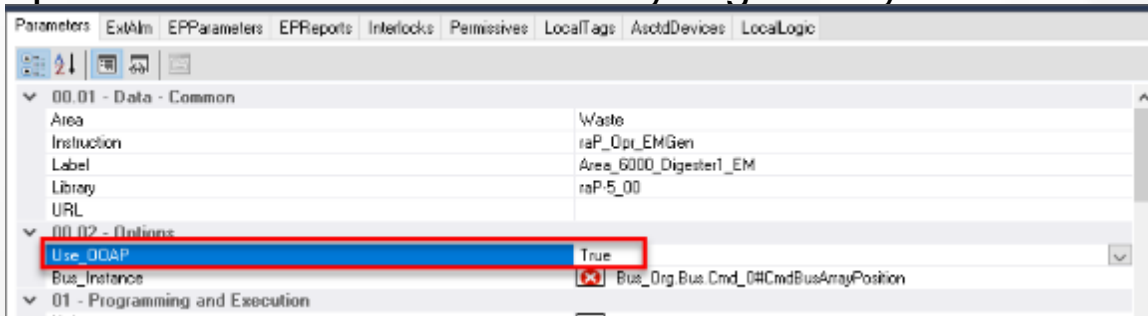 Parameters ExtAlm EPParameters EPReports Interlocks Permissives LocalTags AsctdDevices LocalLogic
00.01 - Data - Common
Area Waste
Instruction raP_Opr_EMGen
Label Area_6000_Digester1_EM
Library raP-5_00
URL
00.02 - Options
Use_OOAP True
Bus_Instance Bus_Org.Bus.Cmd_0#CmdBusArrayPosition
01 - Programming and Execution